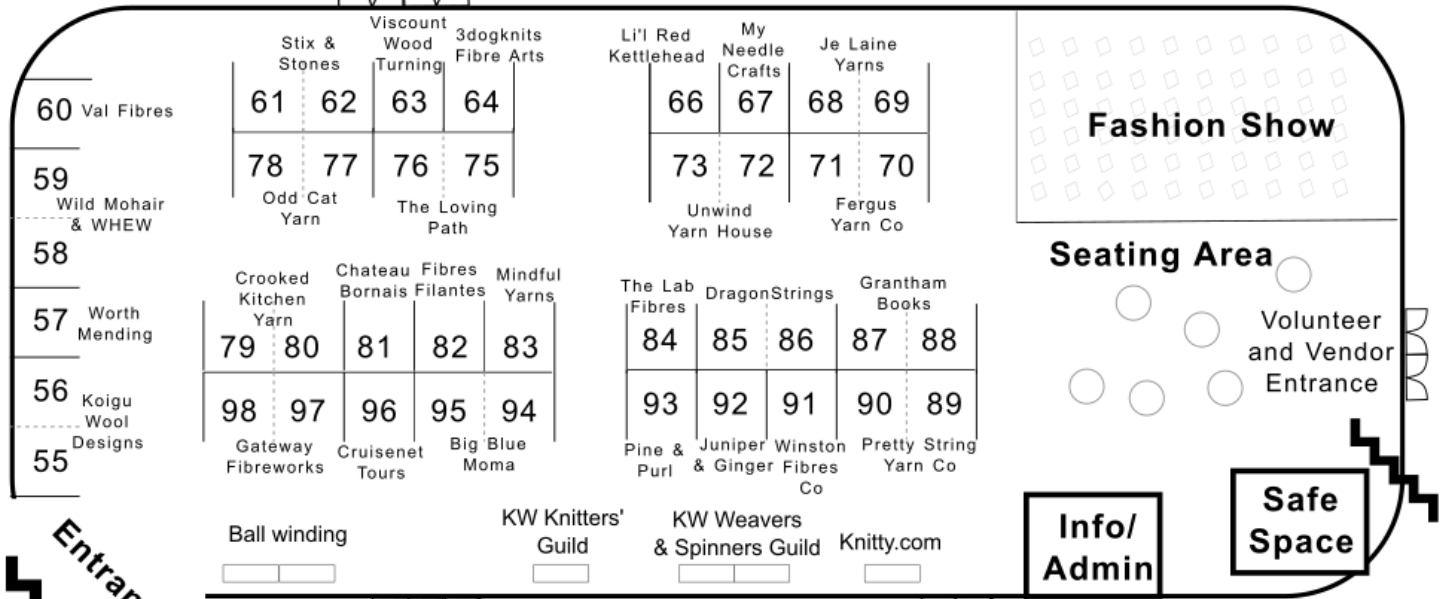 Viscount
Wood
Turning
Stix &
Stones
3dogknits
Fibre Arts
Li'l Red
Kettlehead
My
Needle
Crafts
Je Laine
Yarns
60 Val Fibres
61 62 63 64
66 67 68 69
Fashion Show
59
78 77 76 75
73 72 71 70
Wild Mohair
& WHEW
Odd Cat
Yarn
The Loving
Path
Unwind
Yarn House
Fergus
Yarn Co
58
Seating Area
Crooked
Kitchen
Yarn
Chateau
Bornais
Fibres
Filantes
Mindful
Yarns
The Lab
Fibres
DragonStrings
Grantham
Books
57
Worth
Mending
79 80 81 82 83
84 85 86 87 88
Volunteer
and Vendor
Entrance
56
Koigu
Wool
Designs
98 97 96 95 94
93 92 91 90 89
55
Gateway
Fibreworks
Cruisenet
Tours
Big Blue
Moma
Pine &
Purl
Juniper
& Ginger
Winston
Fibres
Co
Pretty String
Yarn Co
Ball winding
KW Knitters'
Guild
KW Weavers
& Spinners Guild
Knitty.com
Info/
Admin
Safe
Space